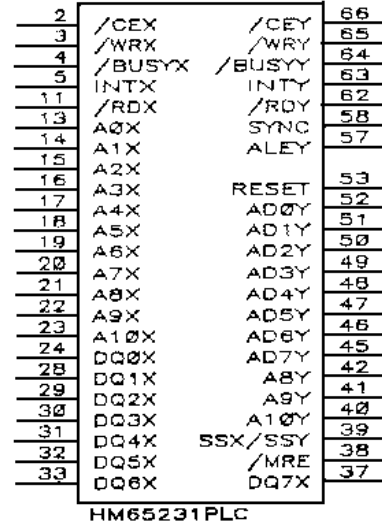 2 /CEX /CEY 66
3 /WRX /WRY 65
4 /BUSYX /BUSYY 64
5 INTX INTY 63
11 /RDX /RDY 62
13 A0X SYNC 58
14 A1X ALEY 57
15 A2X
16 A3X RESET 53
17 A4X AD0Y 52
18 A5X AD1Y 51
19 A6X AD2Y 50
20 A7X AD3Y 49
21 A8X AD4Y 48
22 A9X AD5Y 47
23 A10X AD6Y 46
24 DQ0X AD7Y 45
28 DQ1X A8Y 42
29 DQ2X A9Y 41
30 DQ3X A10Y 40
31 DQ4X SSX/SSY 39
32 DQ5X /MRE 38
33 DQ6X DQ7X 37
HM65231PLC